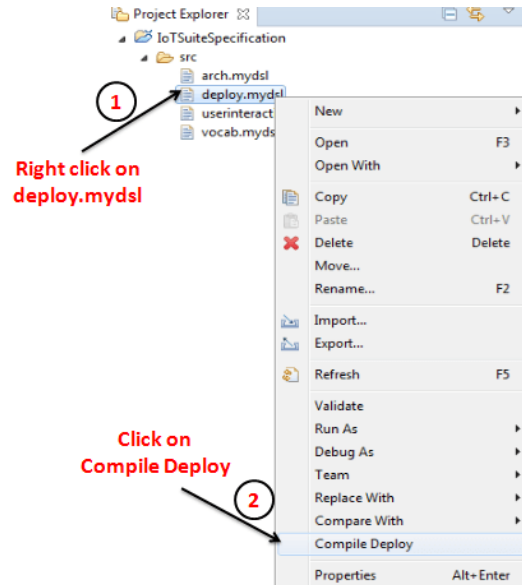 Project Explorer
IoTSuiteSpecification
src
arch.mydsl
deploy.mydsl
userinteract
vocab.myds
1
Right click on
deploy.mydsl
New
Open F3
Open With
Copy Ctrl+C
Paste Ctrl+V
Delete Delete
Move...
Rename... F2
Import...
Export...
Refresh F5
Validate
Run As
Debug As
Team
Replace With
Compare With
Compile Deploy
Properties Alt+Enter
Click on
Compile Deploy
2